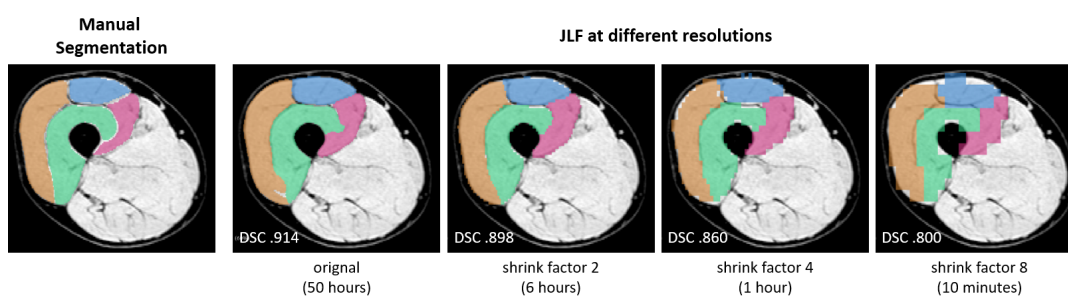 Manual
Segmentation
JLF at different resolutions
DSC .914
DSC .898
DSC .860
DSC .800
orignal
(50 hours)
shrink factor 2
(6 hours)
shrink factor 4
(1 hour)
shrink factor 8
(10 minutes)